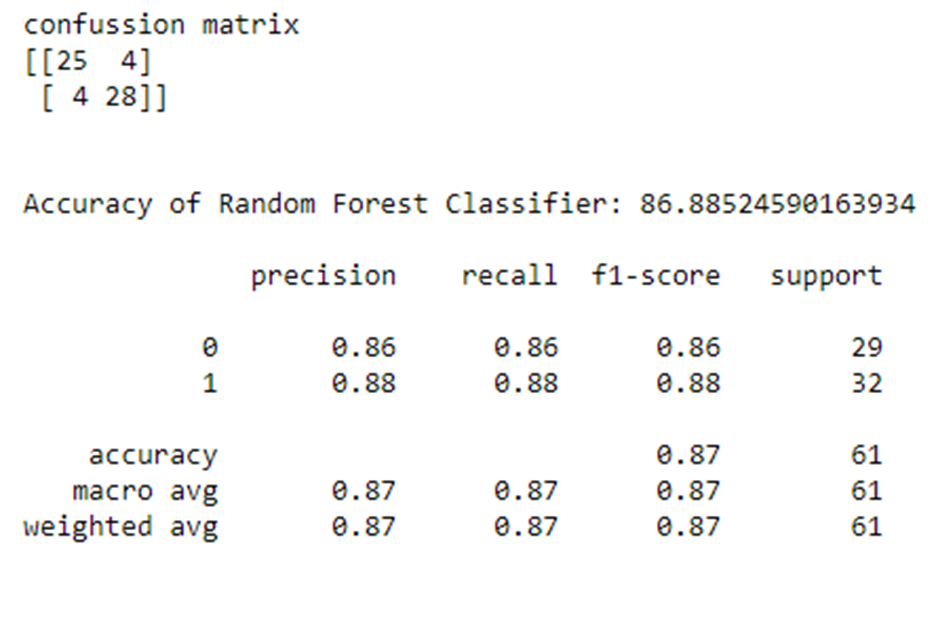 confussion matrix
[[25  4]
 [ 4 28]]
Accuracy of Random Forest Classifier: 86.88524590163934
precision recall f1-score support
0 0.86 0.86 0.86 29
1 0.88 0.88 0.88 32
accuracy 0.87 61
macro avg 0.87 0.87 0.87 61
weighted avg 0.87 0.87 0.87 61